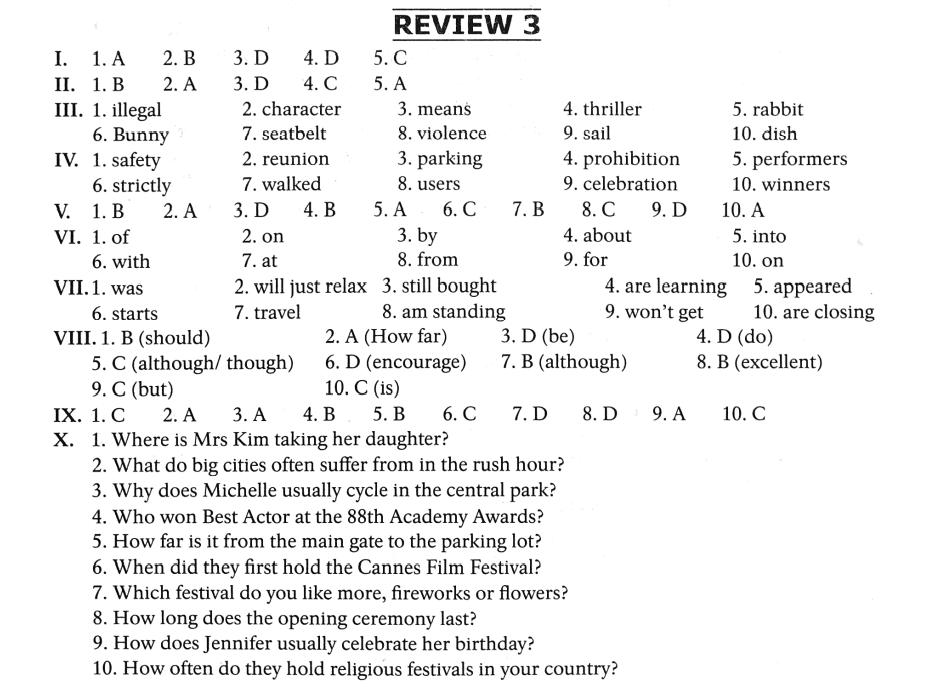 REVIEW 3
I. 1. A 2. B 3. D 4. D 5. C
II. 1. B 2. A 3. D 4. C 5. A
III. 1. illegal 2. character 3. means 4. thriller 5. rabbit
6. Bunny 7. seatbelt 8. violence 9. sail 10. dish
IV. 1. safety 2. reunion 3. parking 4. prohibition 5. performers
6. strictly 7. walked 8. users 9. celebration 10. winners
V. 1. B 2. A 3. D 4. B 5. A 6. C 7. B 8. C 9. D 10. A
VI. 1. of 2. on 3. by 4. about 5. into
6. with 7. at 8. from 9. for 10. on
VII. 1. was 2. will just relax 3. still bought 4. are learning 5. appeared
6. starts 7. travel 8. am standing 9. won't get 10. are closing
VIII. 1. B (should) 2. A (How far) 3. D (be) 4. D (do)
5. C (although/ though) 6. D (encourage) 7. B (although) 8. B (excellent)
9. C (but) 10. C (is)
IX. 1. C 2. A 3. A 4. B 5. B 6. C 7. D 8. D 9. A 10. C
X. 1. Where is Mrs Kim taking her daughter?
2. What do big cities often suffer from in the rush hour?
3. Why does Michelle usually cycle in the central park?
4. Who won Best Actor at the 88th Academy Awards?
5. How far is it from the main gate to the parking lot?
6. When did they first hold the Cannes Film Festival?
7. Which festival do you like more, fireworks or flowers?
8. How long does the opening ceremony last?
9. How does Jennifer usually celebrate her birthday?
10. How often do they hold religious festivals in your country?